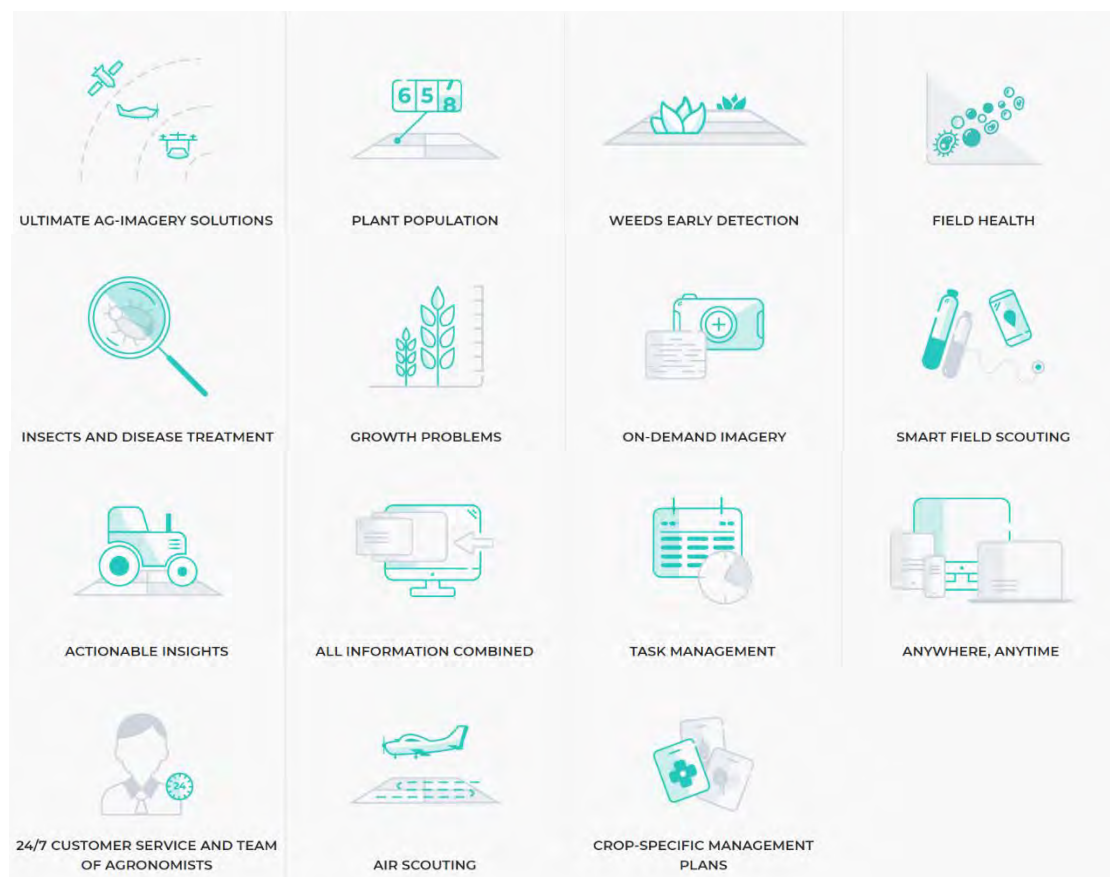 ULTIMATE AG-IMAGERY SOLUTIONS
6 5 8
PLANT POPULATION
WEEDS EARLY DETECTION
FIELD HEALTH
INSECTS AND DISEASE TREATMENT
GROWTH PROBLEMS
ON-DEMAND IMAGERY
SMART FIELD SCOUTING
ACTIONABLE INSIGHTS
ALL INFORMATION COMBINED
TASK MANAGEMENT
ANYWHERE, ANYTIME
24
24/7 CUSTOMER SERVICE AND TEAM
OF AGRONOMISTS
AIR SCOUTING
CROP-SPECIFIC MANAGEMENT
PLANS